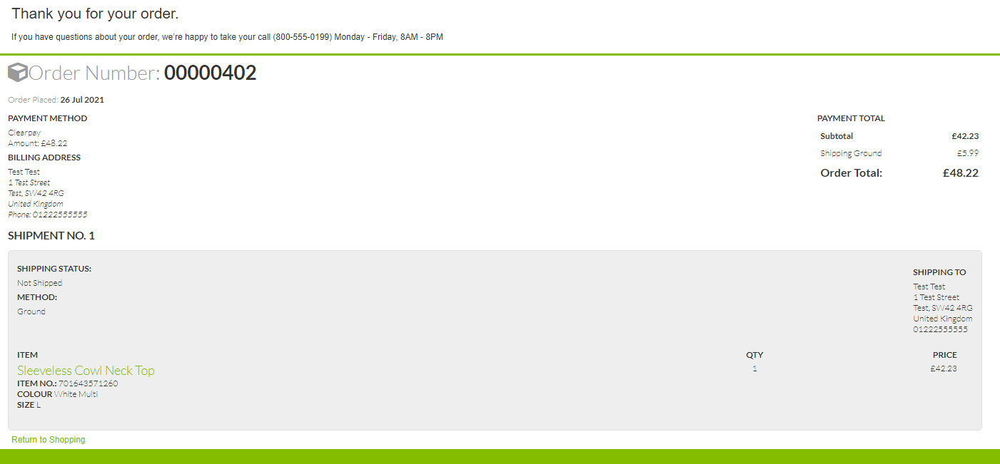 Thank you for your order.
If you have questions about your order, we're happy to take your call (800-555-0199) Monday - Friday, 8AM - 8PM
Order Number: 00000402
Order Placed: 26 Jul 2021
PAYMENT METHOD
Clearpay
Amount: £48.22
BILLING ADDRESS
Test Test
1 Test Street
Test, SW42 4RG
United Kingdom
Phone: 01222555555
PAYMENT TOTAL
Subtotal £42.23
Shipping Ground £5.99
Order Total: £48.22
SHIPMENT NO. 1
SHIPPING STATUS:
Not Shipped
METHOD:
Ground
SHIPPING TO
Test Test
1 Test Street
Test, SW42 4RG
United Kingdom
01222555555
ITEM QTY PRICE
Sleeveless Cowl Neck Top 1 £42.23
ITEM NO.: 701643571260
COLOUR White Multi
SIZE L
Return to Shopping